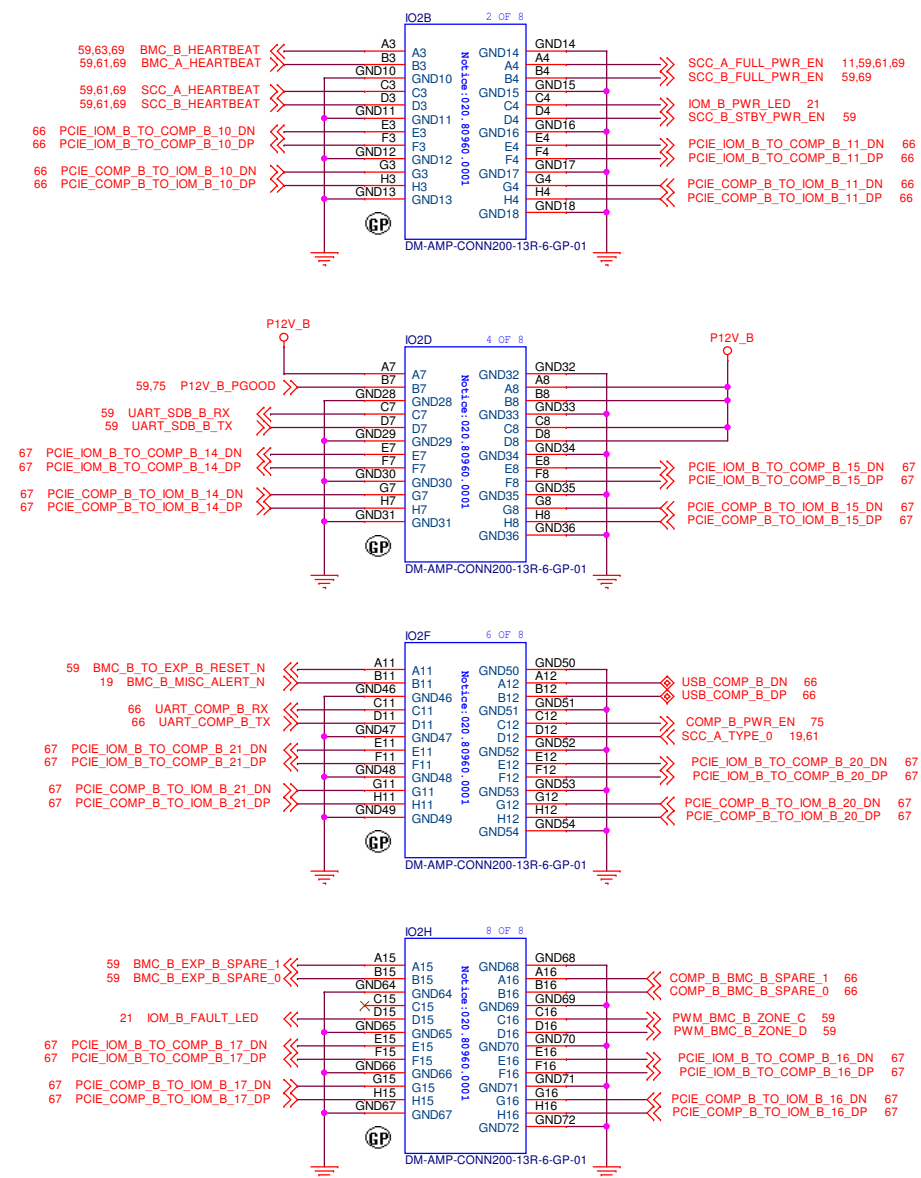 IO2B 2 OF 8
59,63,69 BMC_B_HEARTBEAT A3 A3 GND14 GND14
59,61,69 BMC_A_HEARTBEAT B3 B3 A4 A4 SCC_A_FULL_PWR_EN 11,59,61,69
GND10 GND10 B4 B4 SCC_B_FULL_PWR_EN 59,69
59,61,69 SCC_A_HEARTBEAT C3 C3 GND15 GND15
59,61,69 SCC_B_HEARTBEAT D3 D3 C4 C4 IOM_B_PWR_LED 21
GND11 GND11 D4 D4 SCC_B_STBY_PWR_EN 59
66 PCIE_IOM_B_TO_COMP_B_10_DN E3 E3 GND16 GND16
66 PCIE_IOM_B_TO_COMP_B_10_DP F3 F3 E4 E4 PCIE_IOM_B_TO_COMP_B_11_DN 66
GND12 GND12 F4 F4 PCIE_IOM_B_TO_COMP_B_11_DP 66
66 PCIE_COMP_B_TO_IOM_B_10_DN G3 G3 GND17 GND17
66 PCIE_COMP_B_TO_IOM_B_10_DP H3 H3 G4 G4 PCIE_COMP_B_TO_IOM_B_11_DN 66
GND13 GND13 H4 H4 PCIE_COMP_B_TO_IOM_B_11_DP 66
GND18 GND18
Notice:020.80960.0001
GP
DM-AMP-CONN200-13R-6-GP-01
P12V_B P12V_B
IO2D 4 OF 8
A7 A7 GND32 GND32
59,75 P12V_B_PGOOD B7 B7 A8 A8
GND28 GND28 B8 B8
59 UART_SDB_B_RX C7 C7 GND33 GND33
59 UART_SDB_B_TX D7 D7 C8 C8
GND29 GND29 D8 D8
67 PCIE_IOM_B_TO_COMP_B_14_DN E7 E7 GND34 GND34
67 PCIE_IOM_B_TO_COMP_B_14_DP F7 F7 E8 E8 PCIE_IOM_B_TO_COMP_B_15_DN 67
GND30 GND30 F8 F8 PCIE_IOM_B_TO_COMP_B_15_DP 67
67 PCIE_COMP_B_TO_IOM_B_14_DN G7 G7 GND35 GND35
67 PCIE_COMP_B_TO_IOM_B_14_DP H7 H7 G8 G8 PCIE_COMP_B_TO_IOM_B_15_DN 67
GND31 GND31 H8 H8 PCIE_COMP_B_TO_IOM_B_15_DP 67
GND36 GND36
Notice:020.80960.0001
GP
DM-AMP-CONN200-13R-6-GP-01
IO2F 6 OF 8
59 BMC_B_TO_EXP_B_RESET_N A11 A11 GND50 GND50
19 BMC_B_MISC_ALERT_N B11 B11 A12 A12 USB_COMP_B_DN 66
GND46 GND46 B12 B12 USB_COMP_B_DP 66
66 UART_COMP_B_RX C11 C11 GND51 GND51
66 UART_COMP_B_TX D11 D11 C12 C12 COMP_B_PWR_EN 75
GND47 GND47 D12 D12 SCC_A_TYPE_0 19,61
67 PCIE_IOM_B_TO_COMP_B_21_DN E11 E11 GND52 GND52
67 PCIE_IOM_B_TO_COMP_B_21_DP F11 F11 E12 E12 PCIE_IOM_B_TO_COMP_B_20_DN 67
GND48 GND48 F12 F12 PCIE_IOM_B_TO_COMP_B_20_DP 67
67 PCIE_COMP_B_TO_IOM_B_21_DN G11 G11 GND53 GND53
67 PCIE_COMP_B_TO_IOM_B_21_DP H11 H11 G12 G12 PCIE_COMP_B_TO_IOM_B_20_DN 67
GND49 GND49 H12 H12 PCIE_COMP_B_TO_IOM_B_20_DP 67
GND54 GND54
Notice:020.80960.0001
GP
DM-AMP-CONN200-13R-6-GP-01
IO2H 8 OF 8
59 BMC_B_EXP_B_SPARE_1 A15 A15 GND68 GND68
59 BMC_B_EXP_B_SPARE_0 B15 B15 A16 A16 COMP_B_BMC_B_SPARE_1 66
GND64 GND64 B16 B16 COMP_B_BMC_B_SPARE_0 66
C15 C15 GND69 GND69
21 IOM_B_FAULT_LED D15 D15 C16 C16 PWM_BMC_B_ZONE_C 59
GND65 GND65 D16 D16 PWM_BMC_B_ZONE_D 59
67 PCIE_IOM_B_TO_COMP_B_17_DN E15 E15 GND70 GND70
67 PCIE_IOM_B_TO_COMP_B_17_DP F15 F15 E16 E16 PCIE_IOM_B_TO_COMP_B_16_DN 67
GND66 GND66 F16 F16 PCIE_IOM_B_TO_COMP_B_16_DP 67
67 PCIE_COMP_B_TO_IOM_B_17_DN G15 G15 GND71 GND71
67 PCIE_COMP_B_TO_IOM_B_17_DP H15 H15 G16 G16 PCIE_COMP_B_TO_IOM_B_16_DN 67
GND67 GND67 H16 H16 PCIE_COMP_B_TO_IOM_B_16_DP 67
GND72 GND72
Notice:020.80960.0001
GP
DM-AMP-CONN200-13R-6-GP-01